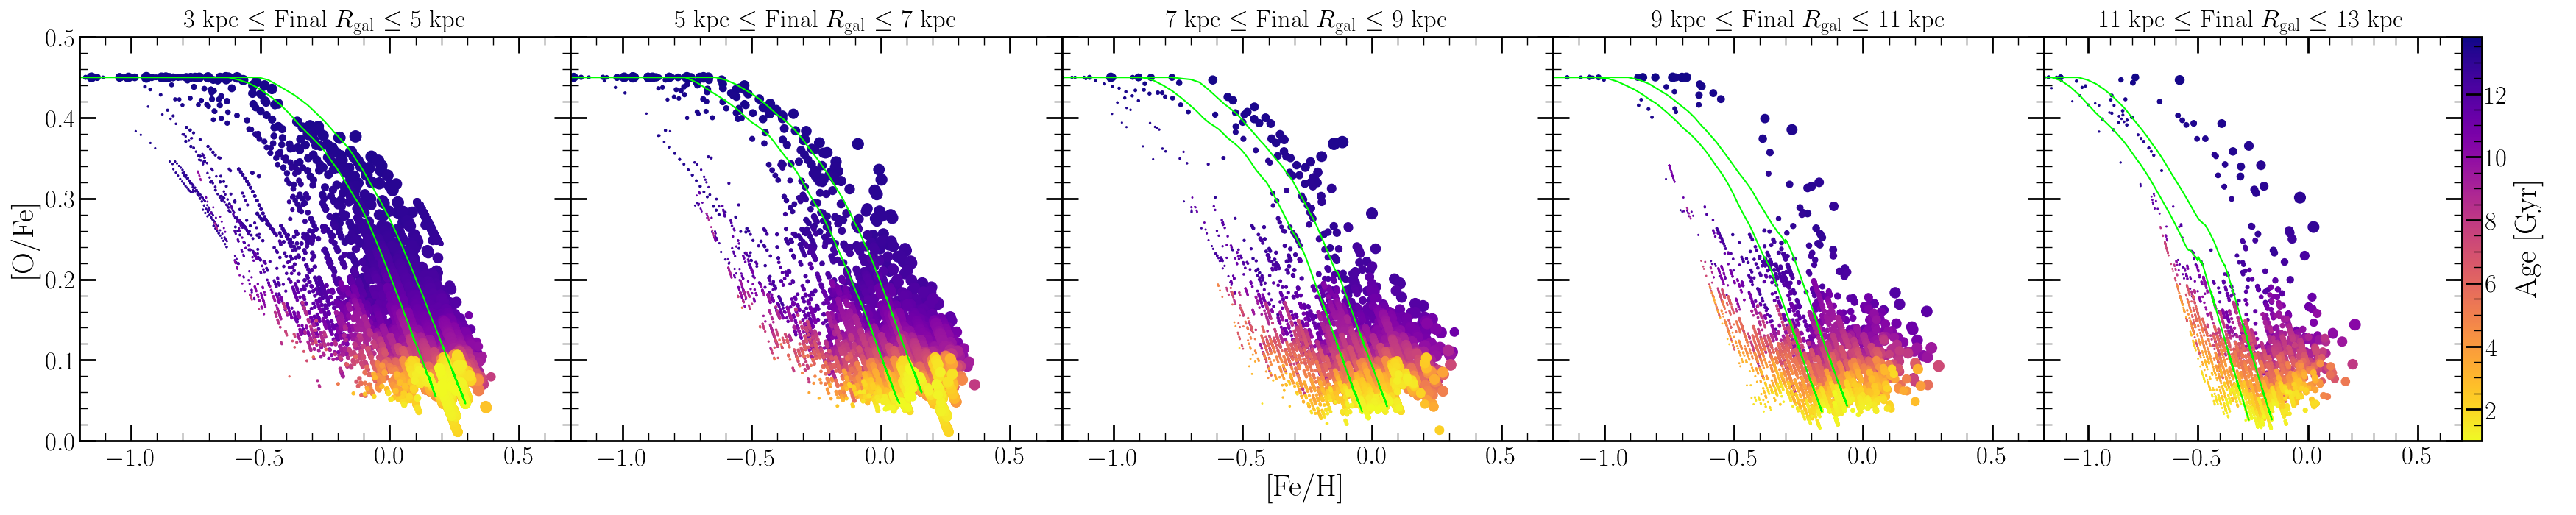 3 kpc ≤ Final R_gal ≤ 5 kpc
5 kpc ≤ Final R_gal ≤ 7 kpc
7 kpc ≤ Final R_gal ≤ 9 kpc
9 kpc ≤ Final R_gal ≤ 11 kpc
11 kpc ≤ Final R_gal ≤ 13 kpc
[O/Fe]
0.5
0.4
0.3
0.2
0.1
0.0
−1.0 −0.5 0.0 0.5
−1.0 −0.5 0.0 0.5
−1.0 −0.5 0.0 0.5
−1.0 −0.5 0.0 0.5
−1.0 −0.5 0.0 0.5
[Fe/H]
12
10
8
6
4
2
Age [Gyr]